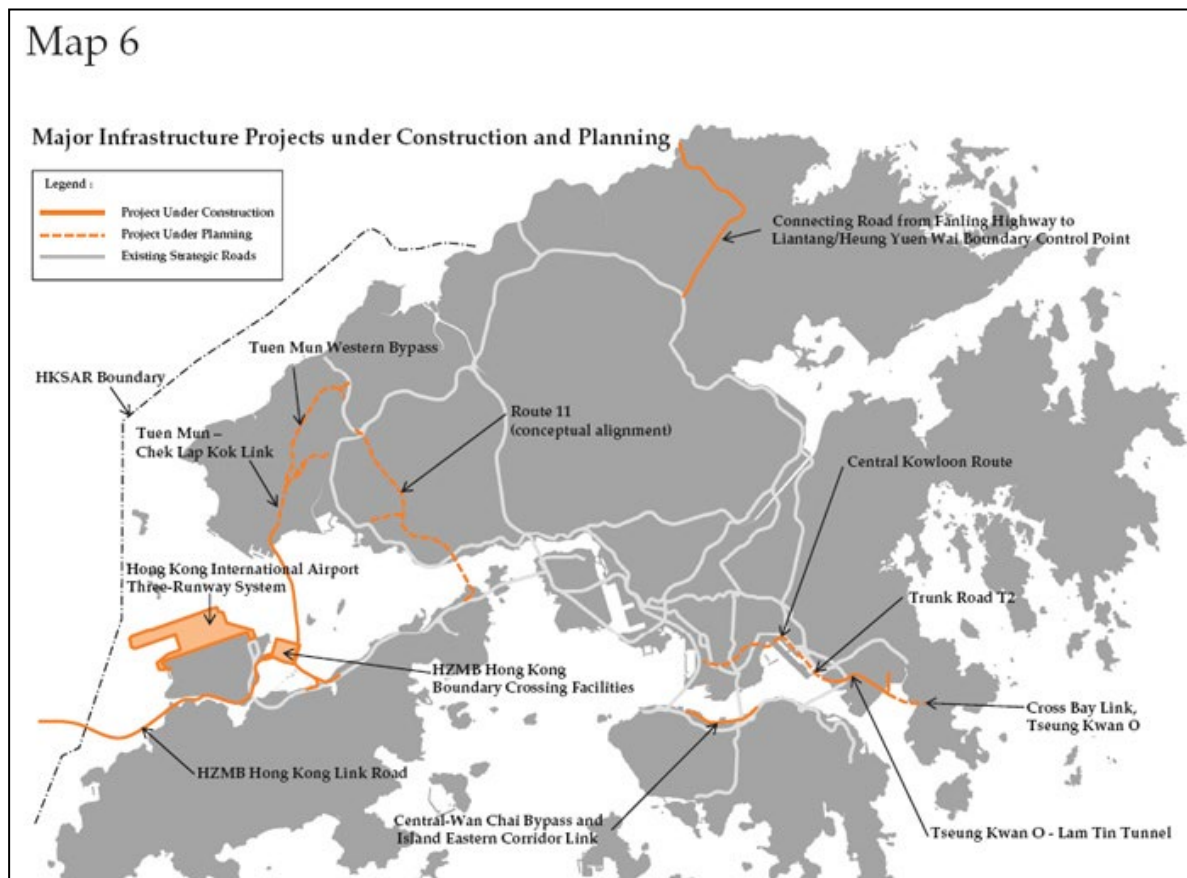 Map 6
Major Infrastructure Projects under Construction and Planning
Legend :
Project Under Construction
Project Under Planning
Existing Strategic Roads
Connecting Road from Fanling Highway to
Liantang/Heung Yuen Wai Boundary Control Point
Tuen Mun Western Bypass
HKSAR Boundary
Route 11
(conceptual alignment)
Tuen Mun –
Chek Lap Kok Link
Central Kowloon Route
Hong Kong International Airport
Three-Runway System
Trunk Road T2
HZMB Hong Kong
Boundary Crossing Facilities
Cross Bay Link,
Tseung Kwan O
HZMB Hong Kong Link Road
Central-Wan Chai Bypass and
Island Eastern Corridor Link
Tseung Kwan O - Lam Tin Tunnel